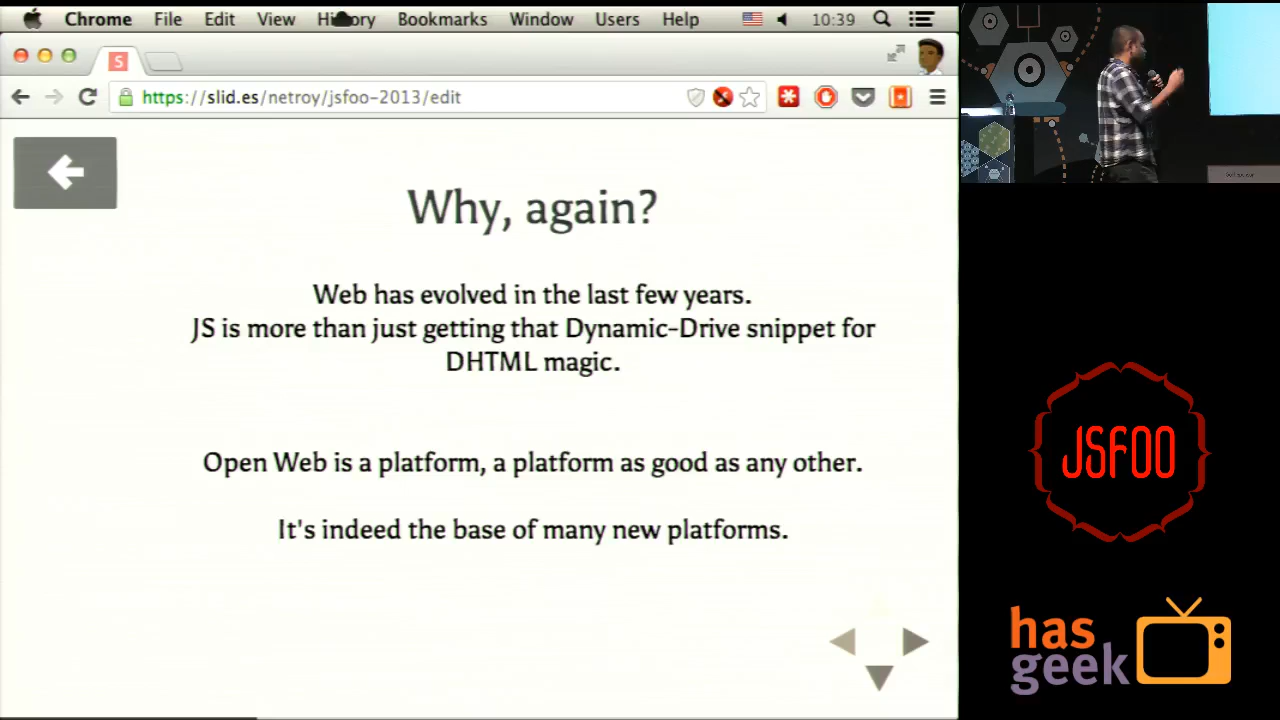 Chrome File Edit View History Bookmarks Window Users Help 10:39
S
https://slid.es/netroy/jsfoo-2013/edit
Why, again?
Web has evolved in the last few years.
JS is more than just getting that Dynamic-Drive snippet for
DHTML magic.
Open Web is a platform, a platform as good as any other.
It's indeed the base of many new platforms.
JSFOO
has
geek